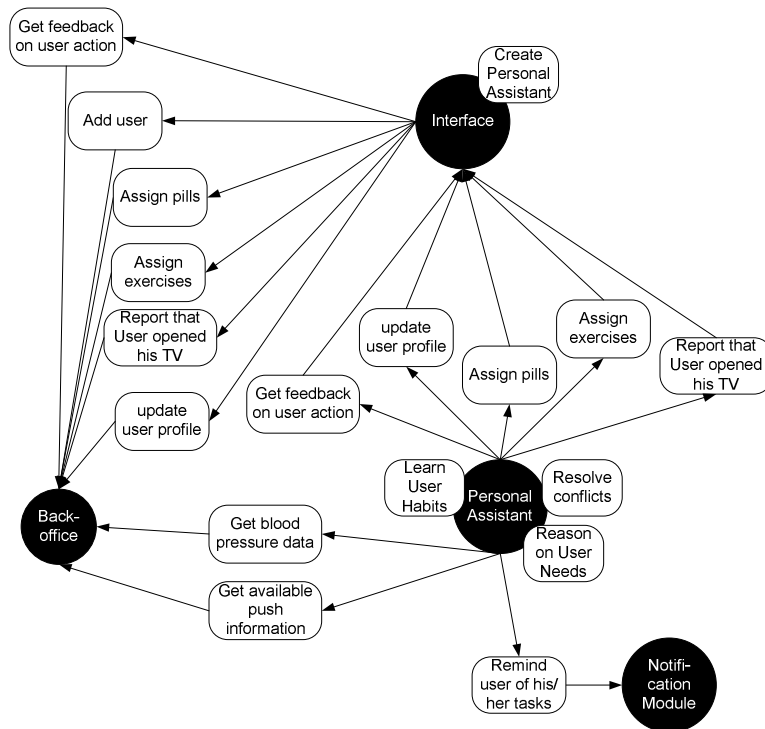 Get feedback
on user action
Create
Personal
Assistant
Interface
Add user
Assign pills
Assign
exercises
Report that
User opened
his TV
update
user profile
update
user profile
Assign
exercises
Assign pills
Report that
User opened
his TV
Get feedback
on user action
Learn
User
Habits
Personal
Assistant
Resolve
conflicts
Reason
on User
Needs
Back-
office
Get blood
pressure data
Get available
push
information
Remind
user of his/
her tasks
Notifi-
cation
Module